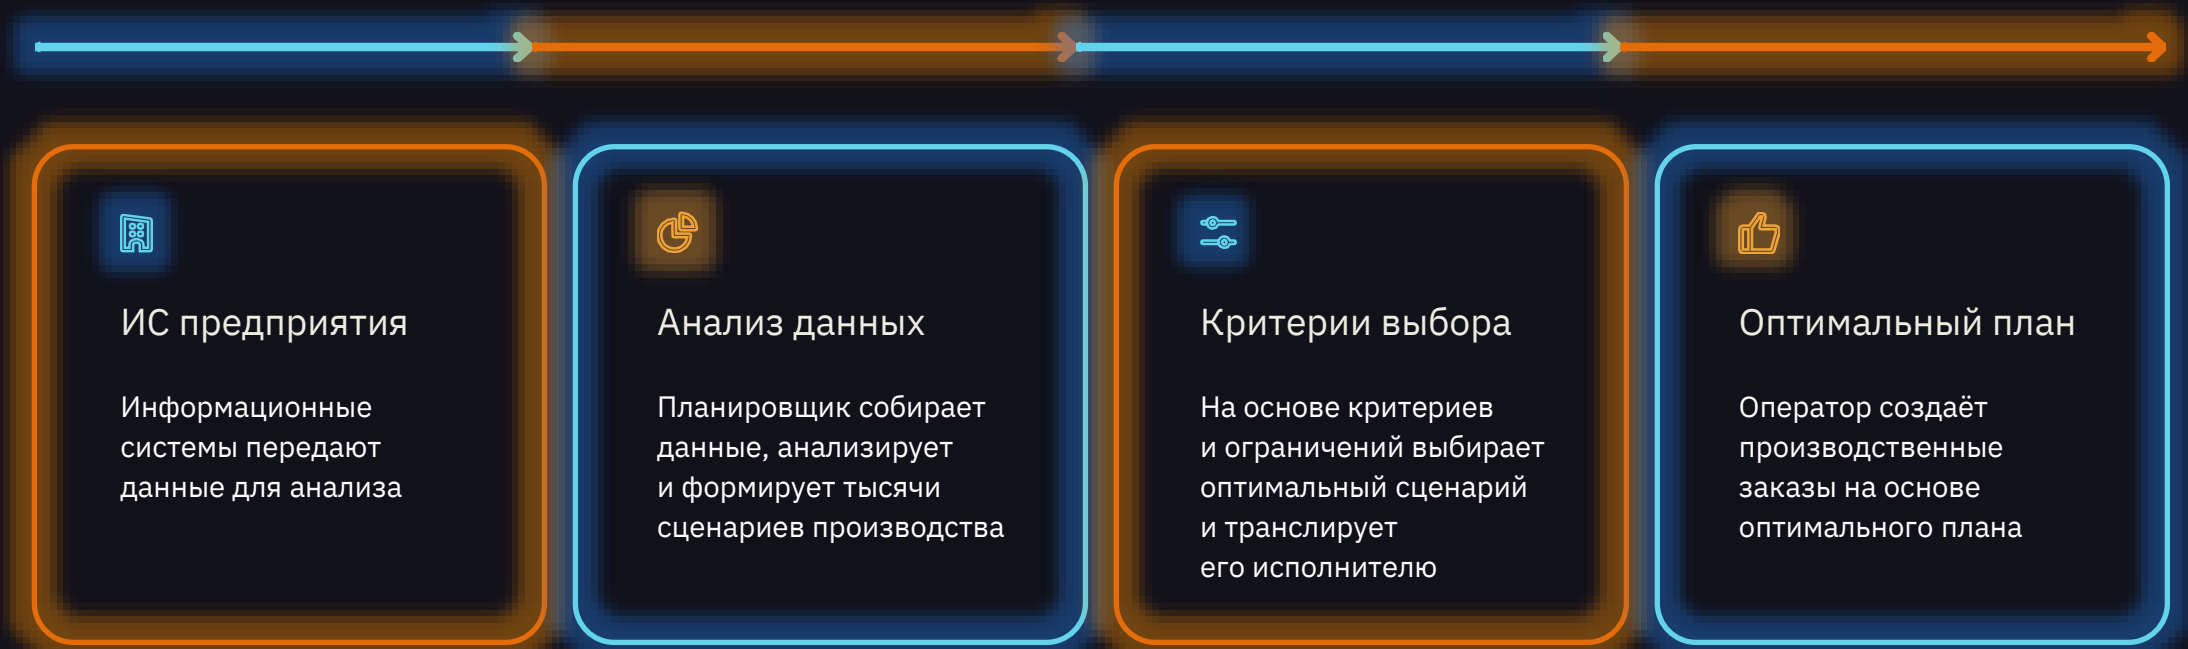 ИС предприятия
Информационные
системы передают
данные для анализа
Анализ данных
Планировщик собирает
данные, анализирует
и формирует тысячи
сценариев производства
Критерии выбора
На основе критериев
и ограничений выбирает
оптимальный сценарий
и транслирует
его исполнителю
Оптимальный план
Оператор создаёт
производственные
заказы на основе
оптимального плана